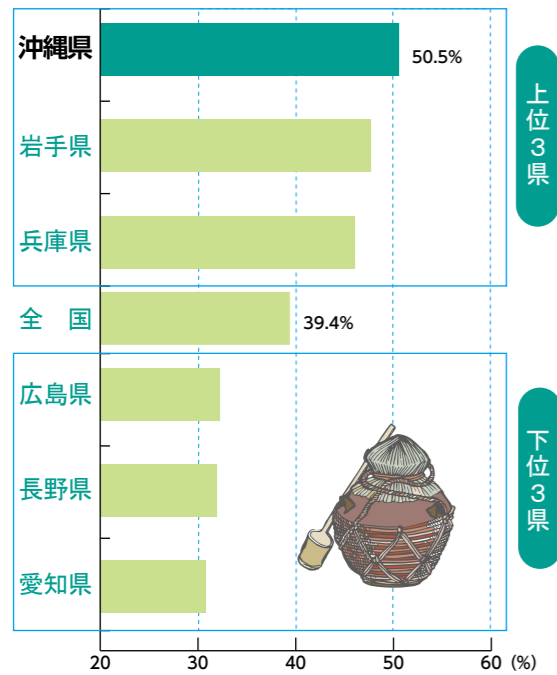 沖縄県
50.5%
岩手県
兵庫県
上位3県
全　国
39.4%
広島県
長野県
愛知県
下位3県
20 30 40 50 60 (%)